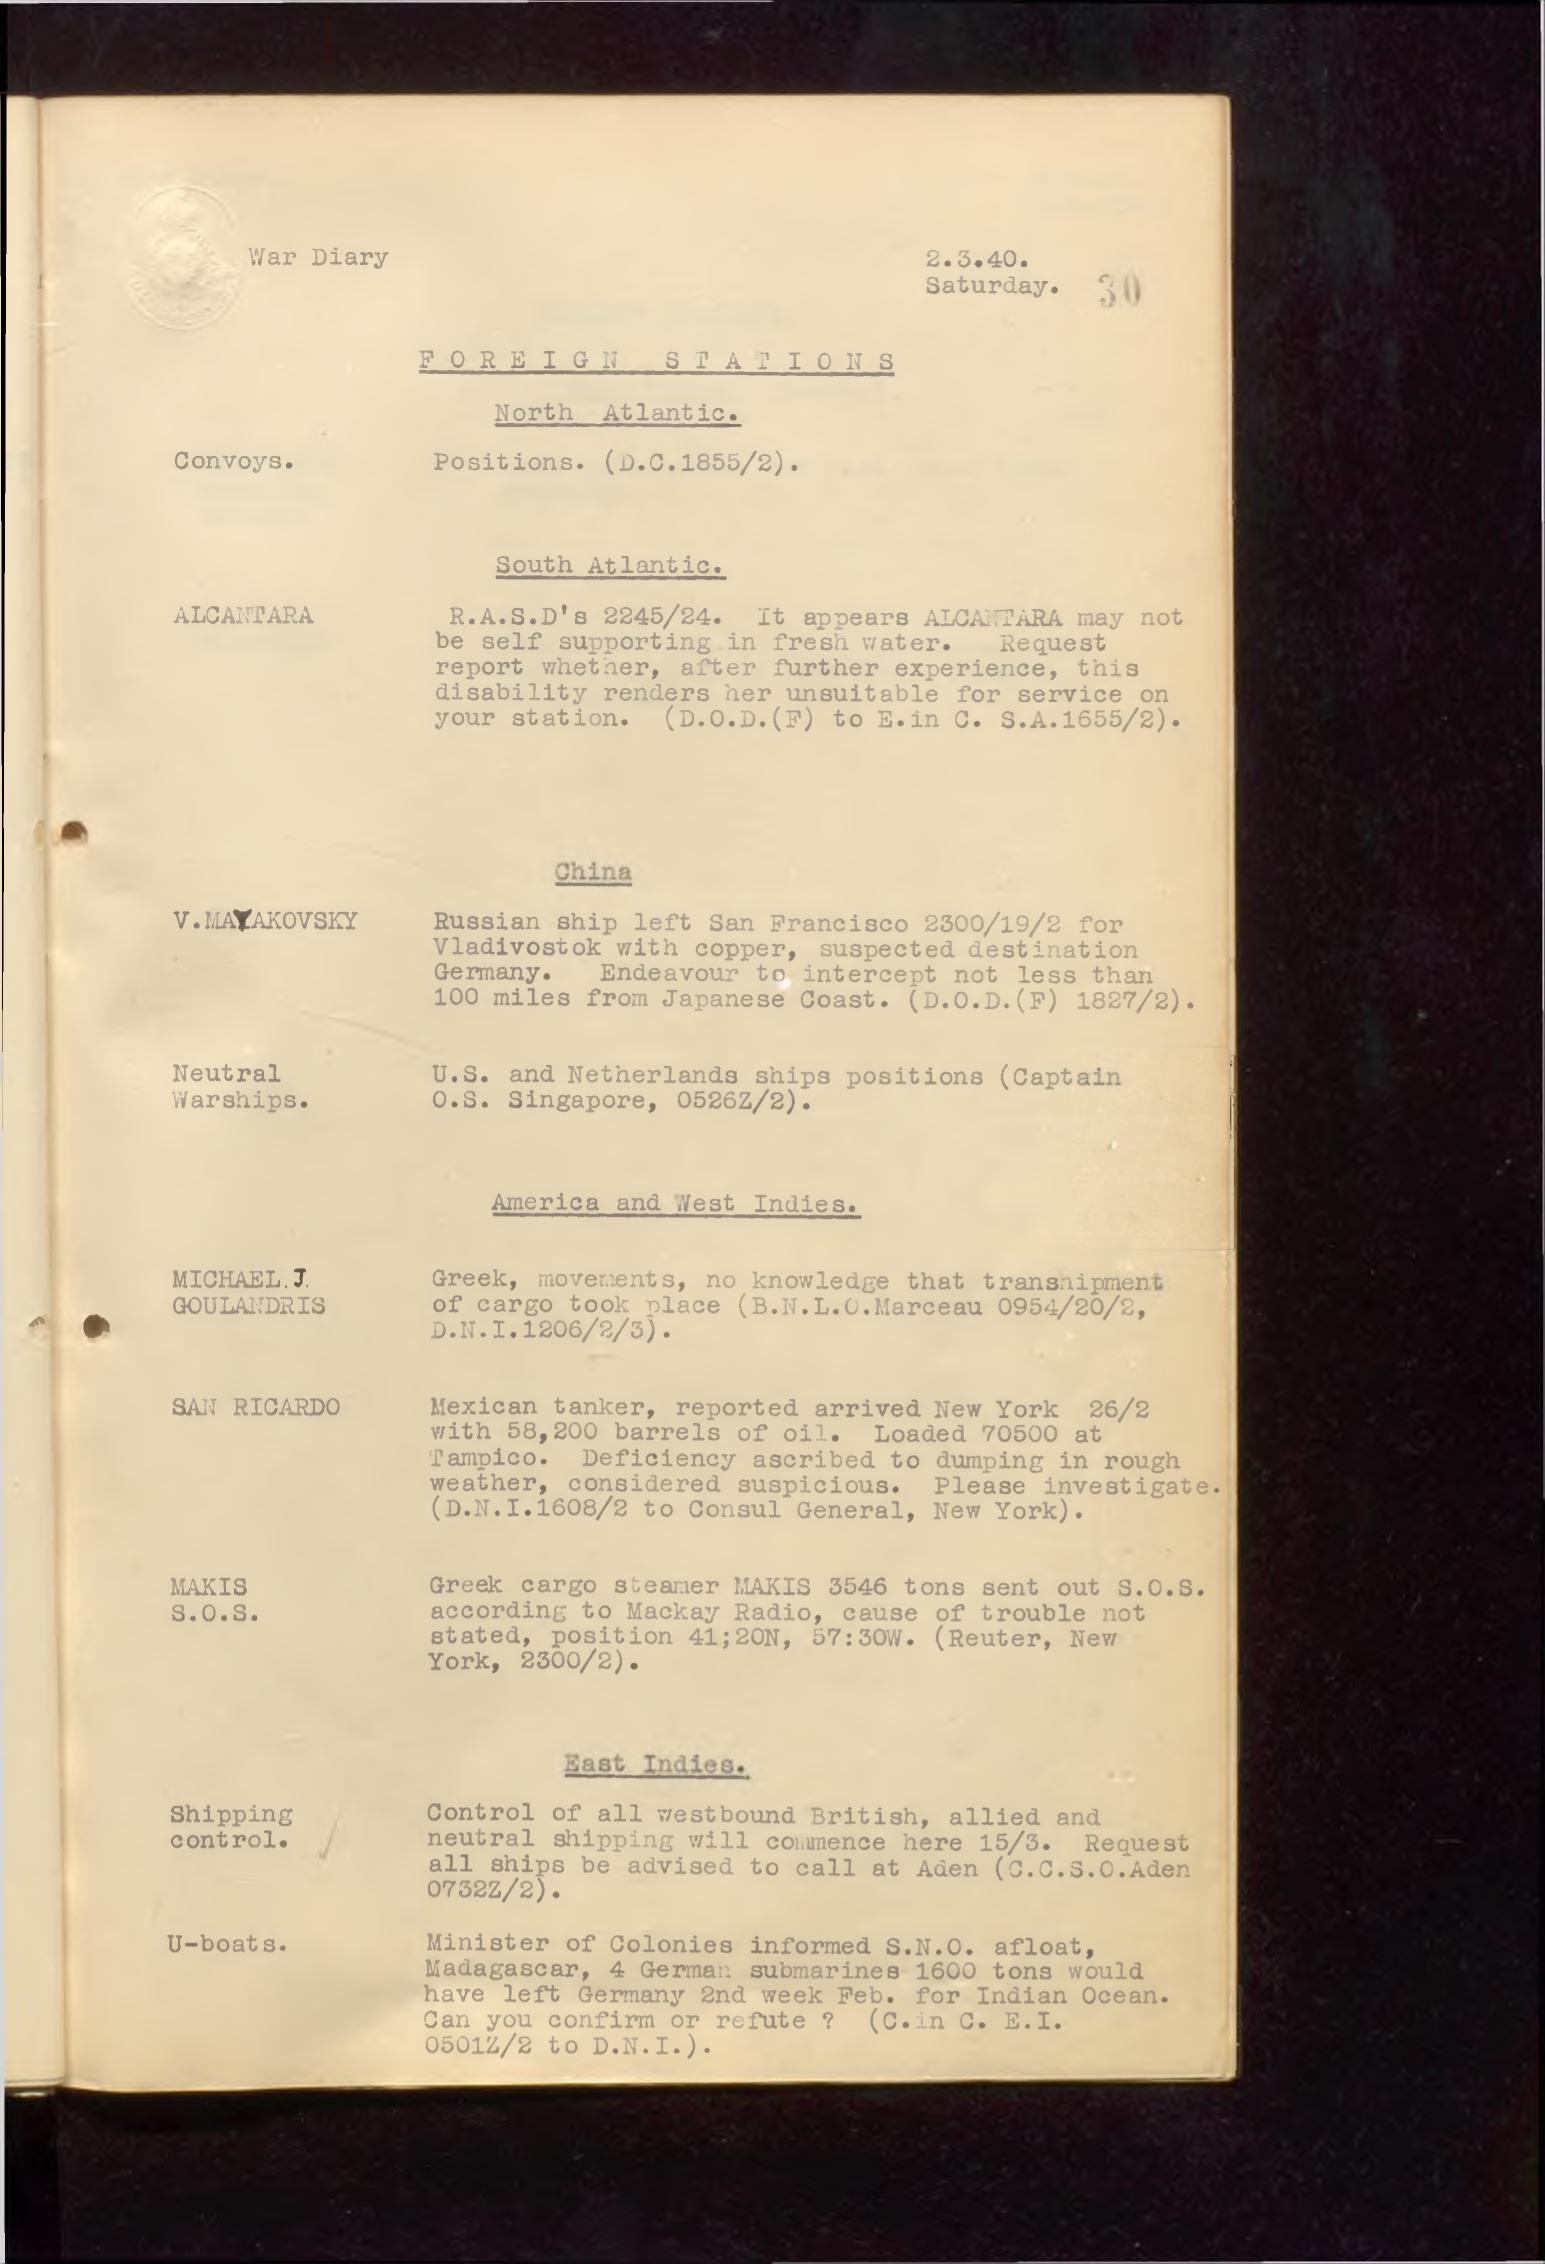 War Diary
2.3.40.
Saturday. 30
FOREIGN STATIONS
North Atlantic.
Convoys. Positions. (D.C.1855/2).
South Atlantic.
ALCANTARA R.A.S.D's 2245/24. It appears ALCANTARA may not
be self supporting in fresh water. Request
report whether, after further experience, this
disability renders her unsuitable for service on
your station. (D.O.D.(F) to E.in C. S.A.1655/2).
China
V.MAYAKOVSKY Russian ship left San Francisco 2300/19/2 for
Vladivostok with copper, suspected destination
Germany. Endeavour to intercept not less than
100 miles from Japanese Coast. (D.O.D.(F) 1827/2).
Neutral U.S. and Netherlands ships positions (Captain
Warships. O.S. Singapore, 0526Z/2).
America and West Indies.
MICHAEL.J. Greek, movements, no knowledge that transhipment
GOULANDRIS of cargo took place (B.N.L.O.Marceau 0954/20/2,
D.N.I.1206/2/3).
SAN RICARDO Mexican tanker, reported arrived New York 26/2
with 58,200 barrels of oil. Loaded 70500 at
Tampico. Deficiency ascribed to dumping in rough
weather, considered suspicious. Please investigate.
(D.N.I.1608/2 to Consul General, New York).
MAKIS Greek cargo steamer MAKIS 3546 tons sent out S.O.S.
S.O.S. according to Mackay Radio, cause of trouble not
stated, position 41;20N, 57:30W. (Reuter, New
York, 2300/2).
East Indies.
Shipping Control of all westbound British, allied and
control. neutral shipping will commence here 15/3. Request
all ships be advised to call at Aden (C.C.S.O.Aden
0732Z/2).
U-boats. Minister of Colonies informed S.N.O. afloat,
Madagascar, 4 German submarines 1600 tons would
have left Germany 2nd week Feb. for Indian Ocean.
Can you confirm or refute ? (C.in C. E.I.
0501Z/2 to D.N.I.).